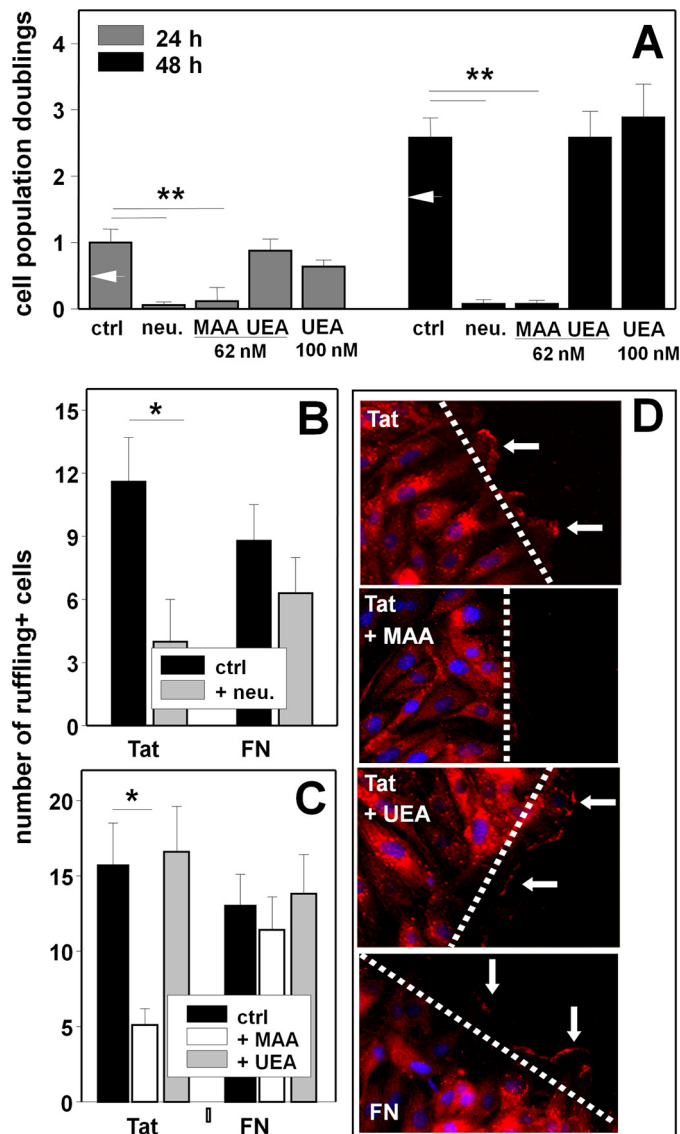 A
24 h
48 h
cell population doublings
4
3
2
1
0
**
**
ctrl neu. MAA UEA UEA ctrl neu. MAA UEA UEA
62 nM 100 nM 62 nM 100 nM
B
number of ruffling+ cells
15
12
9
6
3
0
*
ctrl
+ neu.
Tat FN
C
20
15
10
5
0
*
ctrl
+ MAA
+ UEA
Tat FN
D
Tat
Tat
+ MAA
Tat
+ UEA
FN